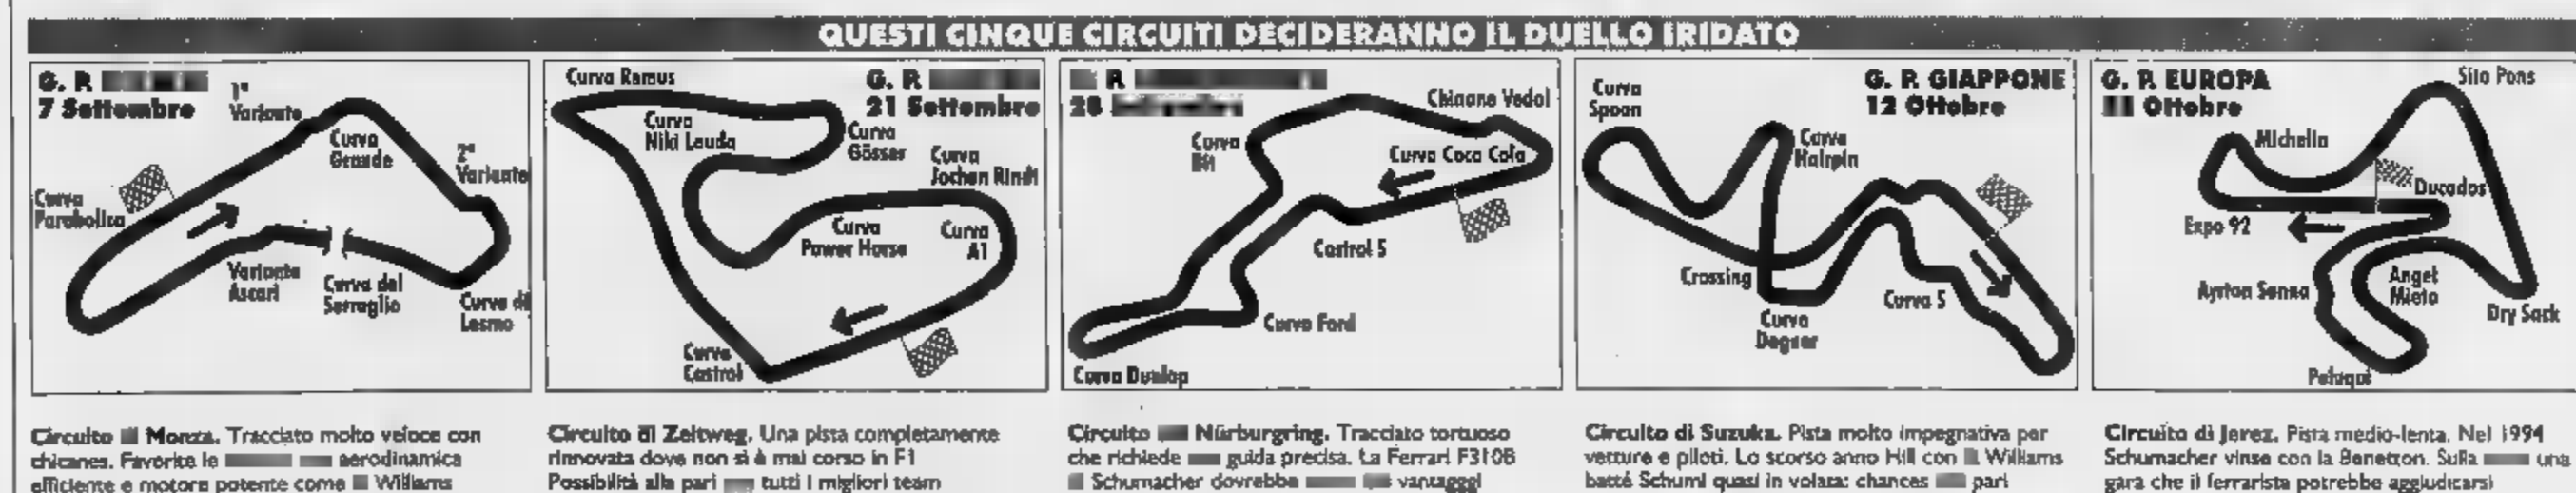 QUESTI CINQUE CIRCUITI DECIDERANNO IL DUELLO IRIDATO
G. P.
7 Settembre
1ª
Variante
Curva
Grande
2ª
Variante
Curva
Parabolica
Variante
Ascari
Curva del
Serraglio
Curve di
Lesmo
Circuito Monza. Tracciato molto veloce con
chicanes. Favorite le aerodinamica
efficiente e motore potente come Williams
Curva Remus
G. P.
21 Settembre
Curva
Niki Lauda
Curva
Gösser
Curva
Jochen Rindt
Curva
Power Horse
Curva
A1
Curva
Castrol
Circuito di Zeltweg. Una pista completamente
rinnovata dove non si è mai corso in F1
Possibilità alla pari tutti i migliori team
P.
28
Chicane Vedol
Curva
Curva Coca Cola
Castrol S
Curva Ford
Curva Dunlop
Circuito Nürburgring. Tracciato tortuoso
che richiede guida precisa. La Ferrari F310B
Schumacher dovrebbe vantaggi
Curva
Spoon
G. P. GIAPPONE
12 Ottobre
Curva
Hairpin
Crossing
Curva S
Curva
Degner
Circuito di Suzuka. Pista molto impegnativa per
vetture e piloti. Lo scorso anno Hill con Williams
batté Schumi quasi in volata: chances pari
G. P. EUROPA
Ottobre
Sito Pons
Michelin
Ducados
Expo 92
Ayrton Senna
Angel
Nieto
Dry Sack
Peluqui
Circuito di Jerez. Pista medio-lenta. Nel 1994
Schumacher vinse con la Benetton. Sulla una
gara che il ferrarista potrebbe aggiudicarsi